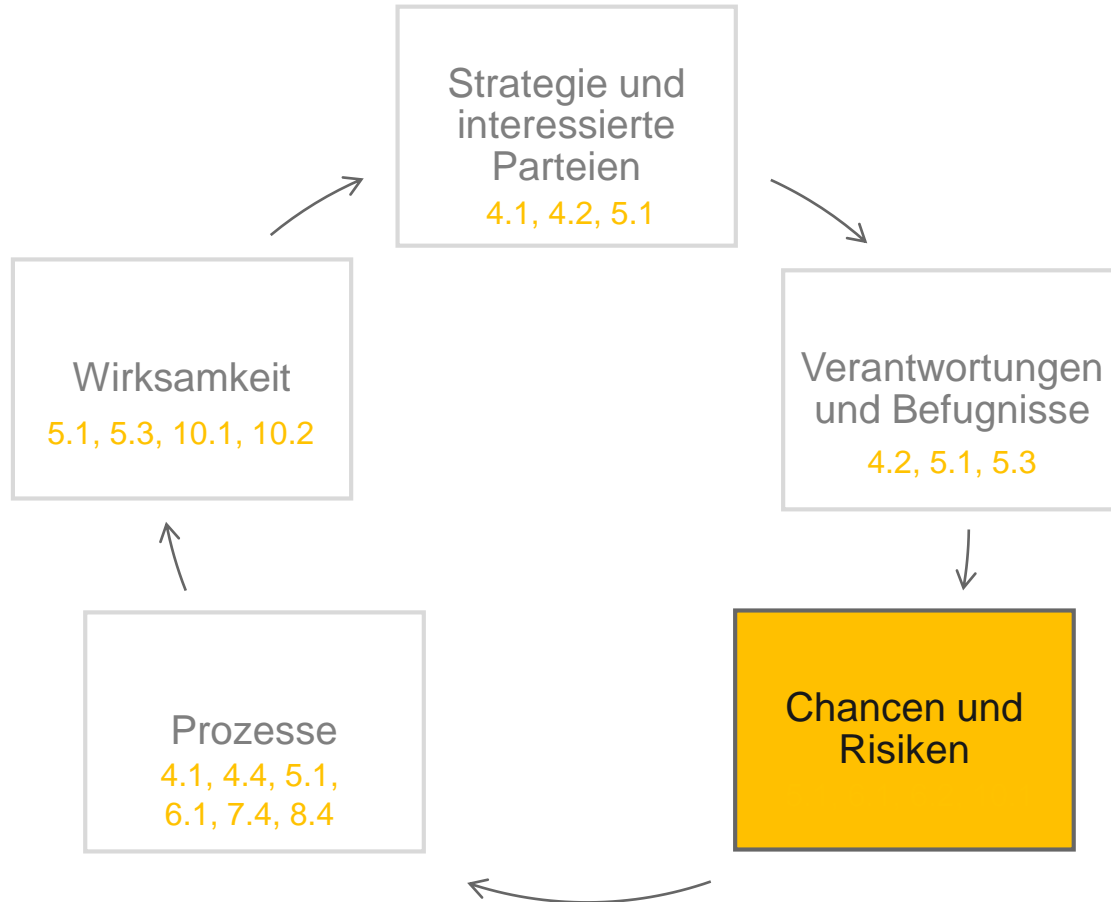 Strategie und
interessierte
Parteien
4.1, 4.2, 5.1
Wirksamkeit
5.1, 5.3, 10.1, 10.2
Verantwortungen
und Befugnisse
4.2, 5.1, 5.3
Prozesse
4.1, 4.4, 5.1,
6.1, 7.4, 8.4
Chancen und
Risiken